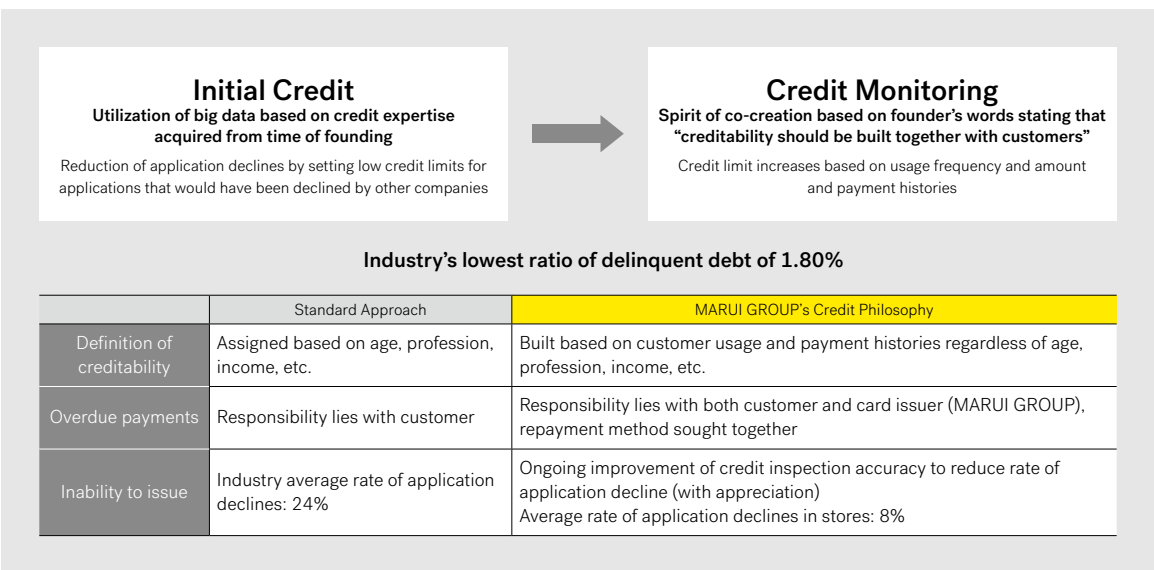 Initial Credit
Utilization of big data based on credit expertise
acquired from time of founding
Reduction of application declines by setting low credit limits for
applications that would have been declined by other companies
Credit Monitoring
Spirit of co-creation based on founder’s words stating that
“creditability should be built together with customers”
Credit limit increases based on usage frequency and amount
and payment histories
Industry’s lowest ratio of delinquent debt of 1.80%
Standard Approach
MARUI GROUP’s Credit Philosophy
Definition of
creditability
Assigned based on age, profession,
income, etc.
Built based on customer usage and payment histories regardless of age,
profession, income, etc.
Overdue payments
Responsibility lies with customer
Responsibility lies with both customer and card issuer (MARUI GROUP),
repayment method sought together
Inability to issue
Industry average rate of application
declines: 24%
Ongoing improvement of credit inspection accuracy to reduce rate of
application decline (with appreciation)
Average rate of application declines in stores: 8%